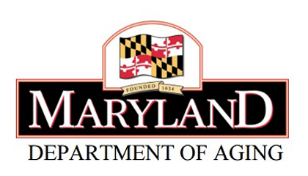 FOUNDED 1634
MARYLAND
DEPARTMENT OF AGING